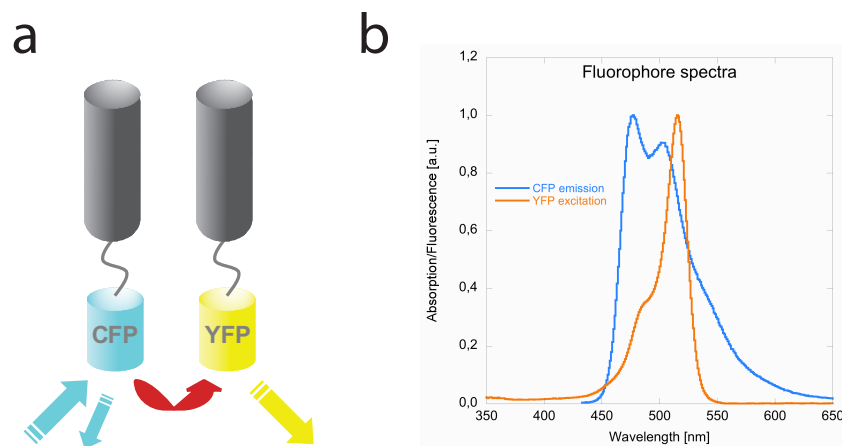 a
CFP
YFP
b
Fluorophore spectra
Absorption/Fluorescence [a.u.]
1,2
1,0
0,8
0,6
0,4
0,2
0,0
CFP emission
YFP excitation
350 400 450 500 550 600 650
Wavelength [nm]